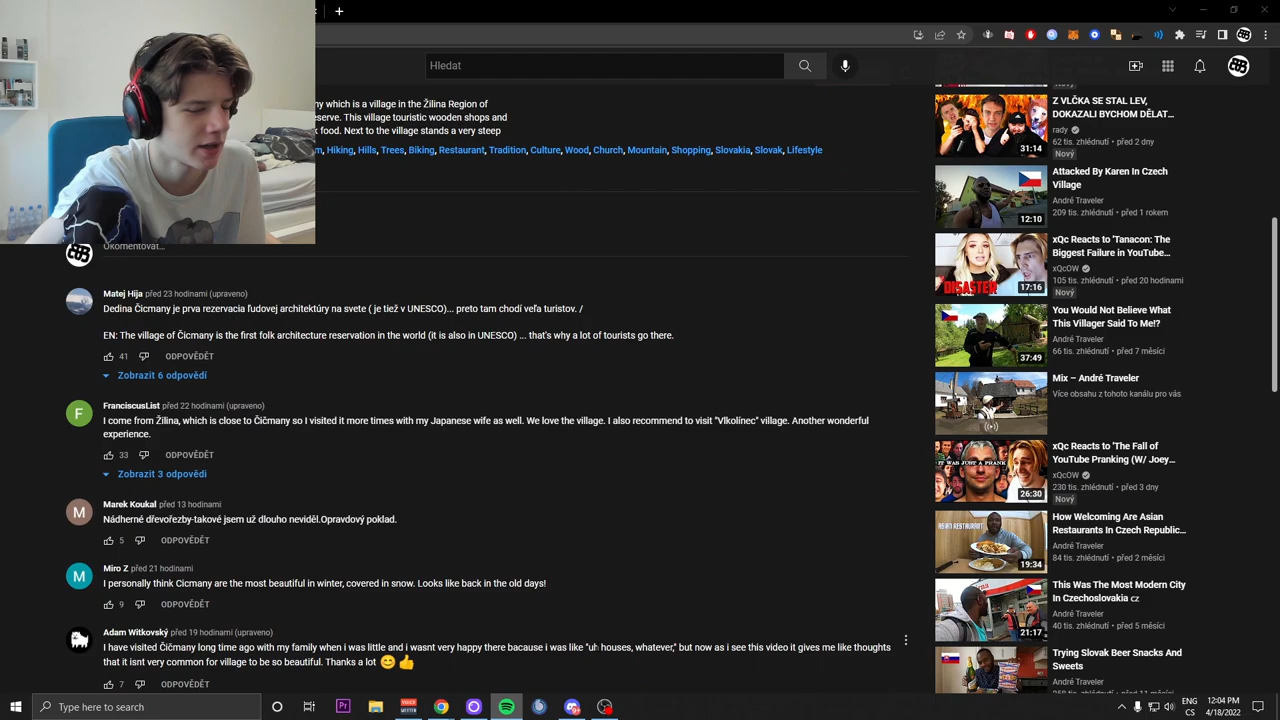 Hledat
ny which is a village in the Žilina Region of
eserve. This village tourist wooden shops and
k food. Next to the village stands a very steep
m, Hiking, Hills, Trees, Biking, Restaurant, Tradition, Culture, Wood, Church, Mountain, Shopping, Slovakia, Slovak, Lifestyle
Okomentovat...
Matej Hija před 23 hodinami (upraveno)
Dedina Čicmany je prva rezervacia ľudovej architektúry na svete ( je tiež v UNESCO)... preto tam chodí veľa turistov. /
EN: The village of Čicmany is the first folk architecture reservation in the world (it is also in UNESCO) ... that's why a lot of tourists go there.
41 ODPOVĚDĚT
Zobrazit 6 odpovědí
F
FranciscusList před 22 hodinami (upraveno)
I come from Žilina, which is close to Čičmany so I visited it more times with my Japanese wife as well. We love the village. I also recommend to visit "Vlkolínec" village. Another wonderful
experience.
33 ODPOVĚDĚT
Zobrazit 3 odpovědi
M
Marek Koukal před 13 hodinami
Nádherné dřevořezby-takové jsem už dlouho neviděl.Opravdový poklad.
5 ODPOVĚDĚT
M
Miro Z před 21 hodinami
I personally think Cicmany are the most beautiful in winter, covered in snow. Looks like back in the old days!
9 ODPOVĚDĚT
Adam Witkovský před 19 hodinami (upraveno)
I have visited Čičmany long time ago with my family when i was little and i wasnt very happy there because i was like "uh houses, whatever," but now as i see this video it gives me like thoughts
that it isnt very common for village to be so beautiful. Thanks a lot 😊👍
7 ODPOVĚDĚT
31:14
Z VLČKA SE STAL LEV,
DOKAZALI BYCHOM DĚLAT...
rady
62 tis. zhlédnutí • před 2 dny
Nový
12:10
Attacked By Karen In Czech
Village
André Traveler
209 tis. zhlédnutí • před 1 rokem
DISASTER
17:16
xQc Reacts to 'Tanacon: The
Biggest Failure in YouTube...
xQcOW
105 tis. zhlédnutí • před 20 hodinami
Nový
37:49
You Would Not Believe What
This Villager Said To Me!?
André Traveler
66 tis. zhlédnutí • před 7 měsíci
Mix – André Traveler
Více obsahu z tohoto kanálu pro vás
IT WAS JUST A PRANK
26:30
xQc Reacts to 'The Fall of
YouTube Pranking (W/ Joey...
xQcOW
230 tis. zhlédnutí • před 3 dny
Nový
ASIAN RESTAURANT
19:34
How Welcoming Are Asian
Restaurants In Czech Republic...
André Traveler
84 tis. zhlédnutí • před 2 měsíci
21:17
This Was The Most Modern City
In Czechoslovakia CZ
André Traveler
40 tis. zhlédnutí • před 5 měsíci
Trying Slovak Beer Snacks And
Sweets
André Traveler
Type here to search
Pr
ENG
CS
12:04 PM
4/18/2022